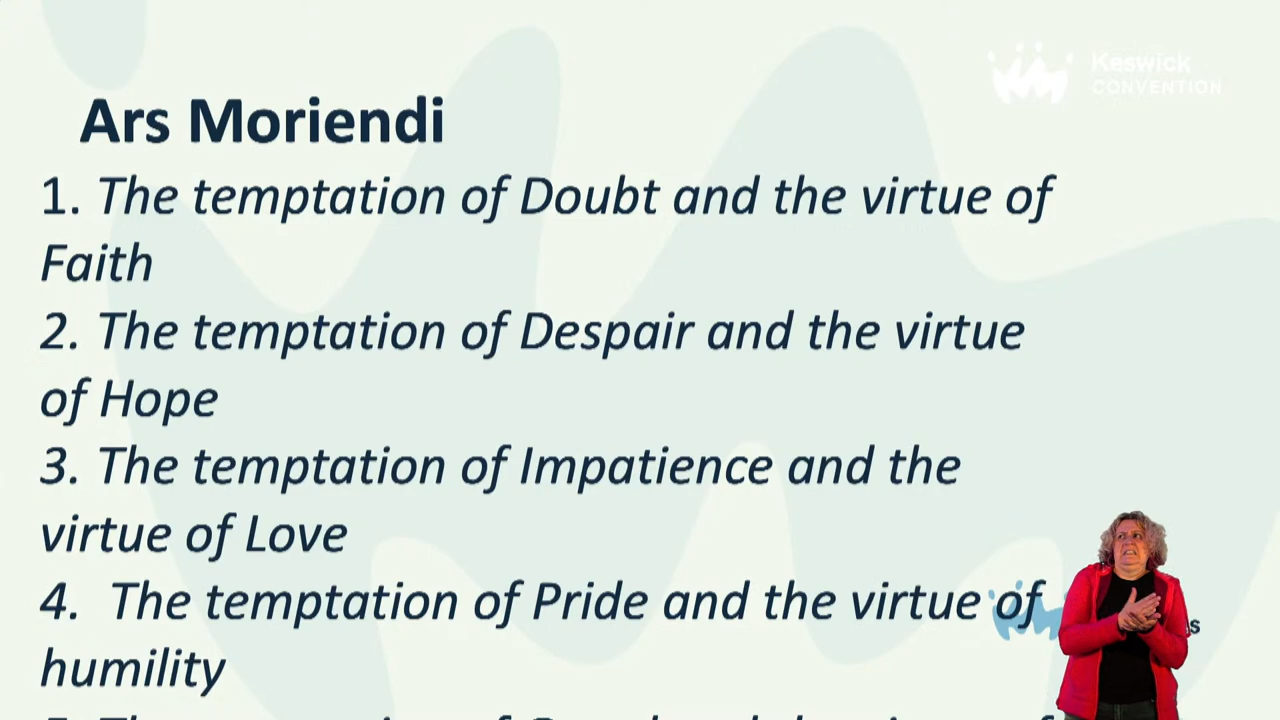 Keswick
CONVENTION
Ars Moriendi
1. The temptation of Doubt and the virtue of
Faith
2. The temptation of Despair and the virtue
of Hope
3. The temptation of Impatience and the
virtue of Love
4. The temptation of Pride and the virtue of
humility